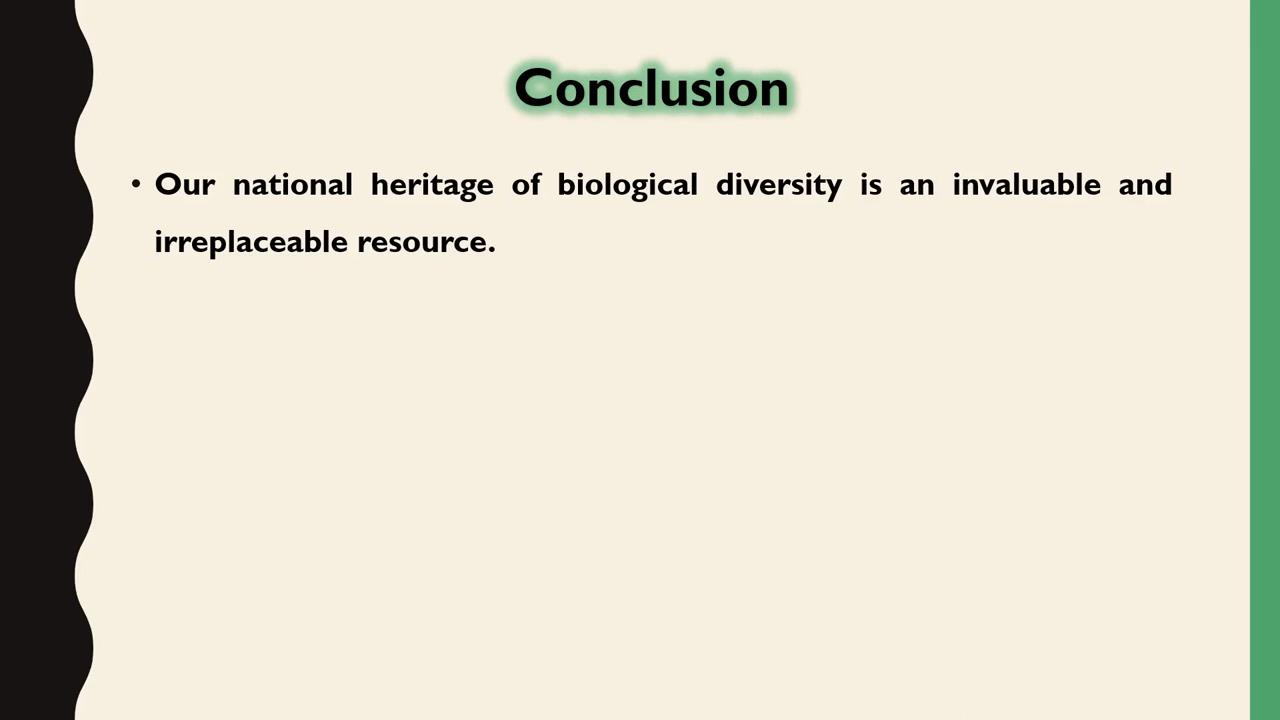 Conclusion
• Our national heritage of biological diversity is an invaluable and
irreplaceable resource.